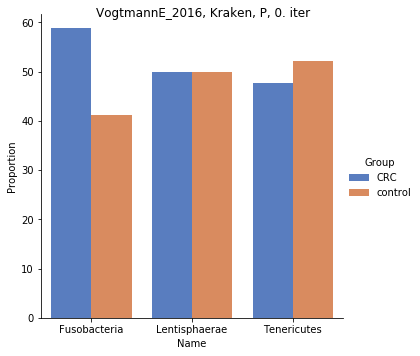 VogtmannE_2016, Kraken, P, 0. iter
60
50
40
30
20
10
0
Proportion
Fusobacteria
Lentisphaerae
Tenericutes
Name
Group
CRC
control